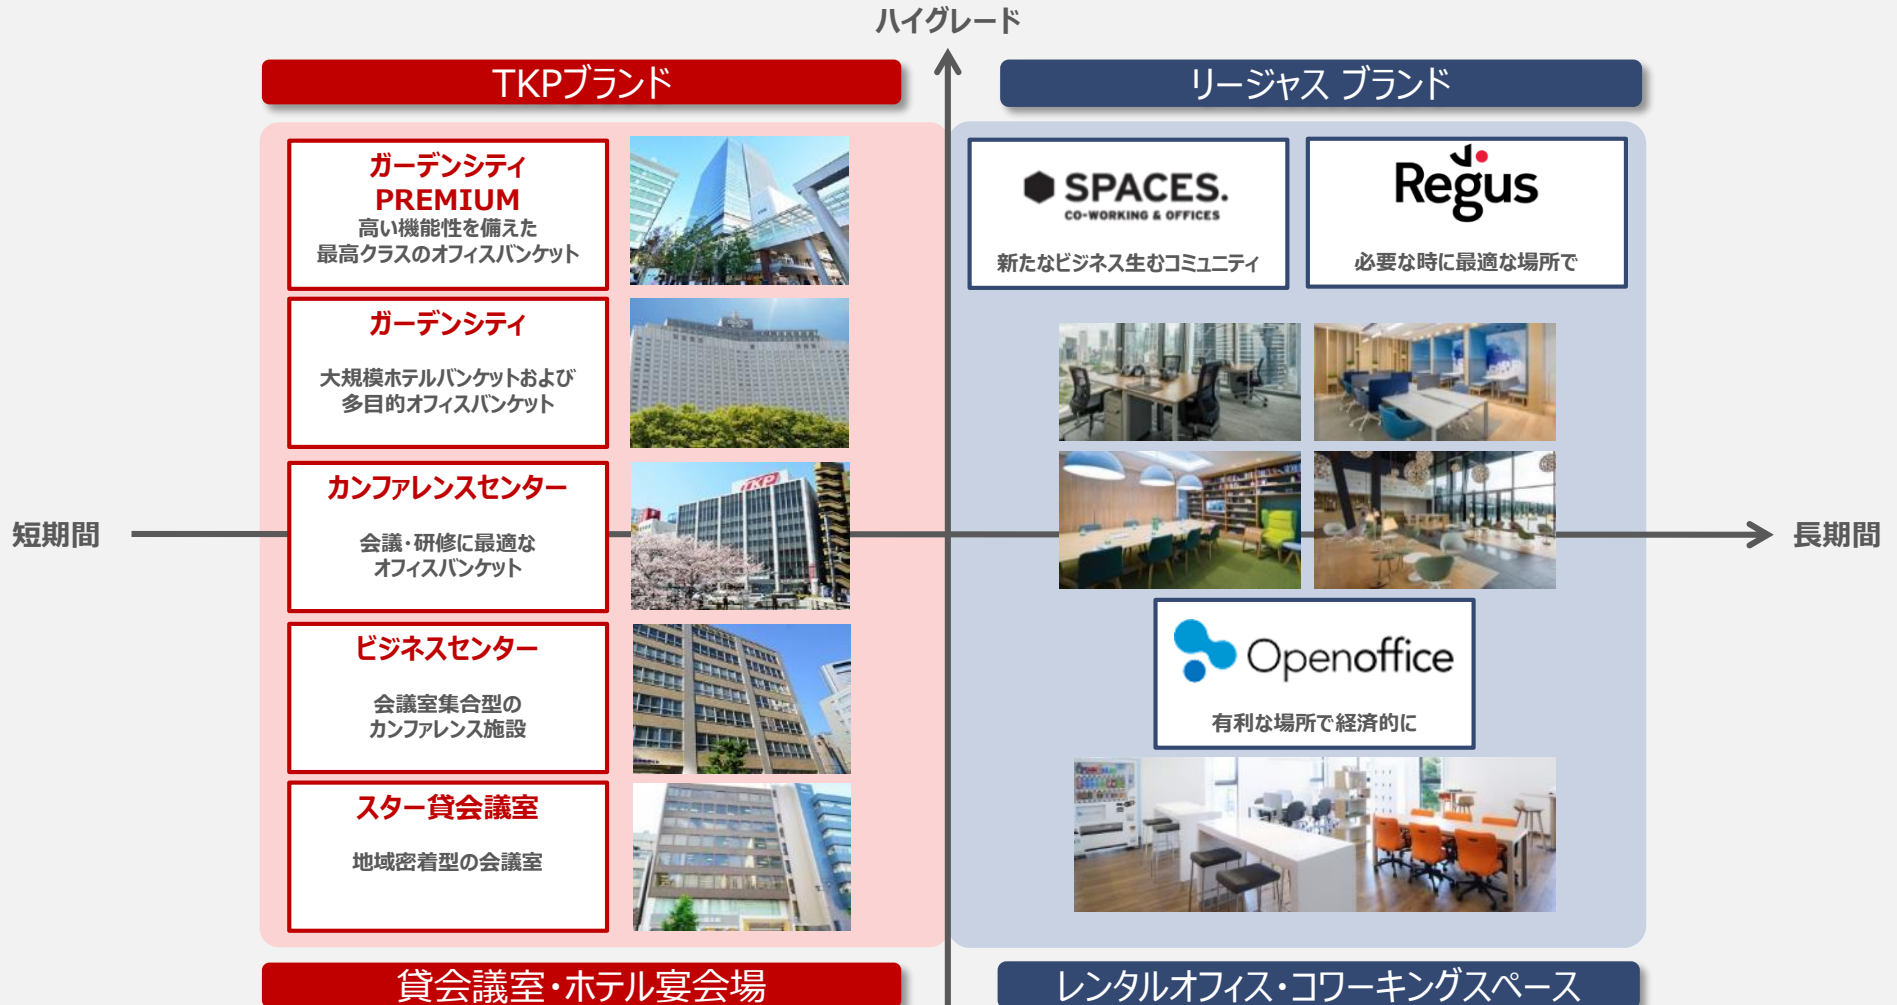 ハイグレード
TKPブランド
リージャス ブランド
ガーデンシティ
PREMIUM
高い機能性を備えた
最高クラスのオフィスバンケット
ガーデンシティ
大規模ホテルバンケットおよび
多目的オフィスバンケット
カンファレンスセンター
会議・研修に最適な
オフィスバンケット
TKP
ビジネスセンター
会議室集合型の
カンファレンス施設
スター貸会議室
地域密着型の会議室
SPACES.
CO-WORKING & OFFICES
新たなビジネス生むコミュニティ
Regus
必要な時に最適な場所で
Openoffice
有利な場所で経済的に
短期間
長期間
貸会議室・ホテル宴会場
レンタルオフィス・コワーキングスペース